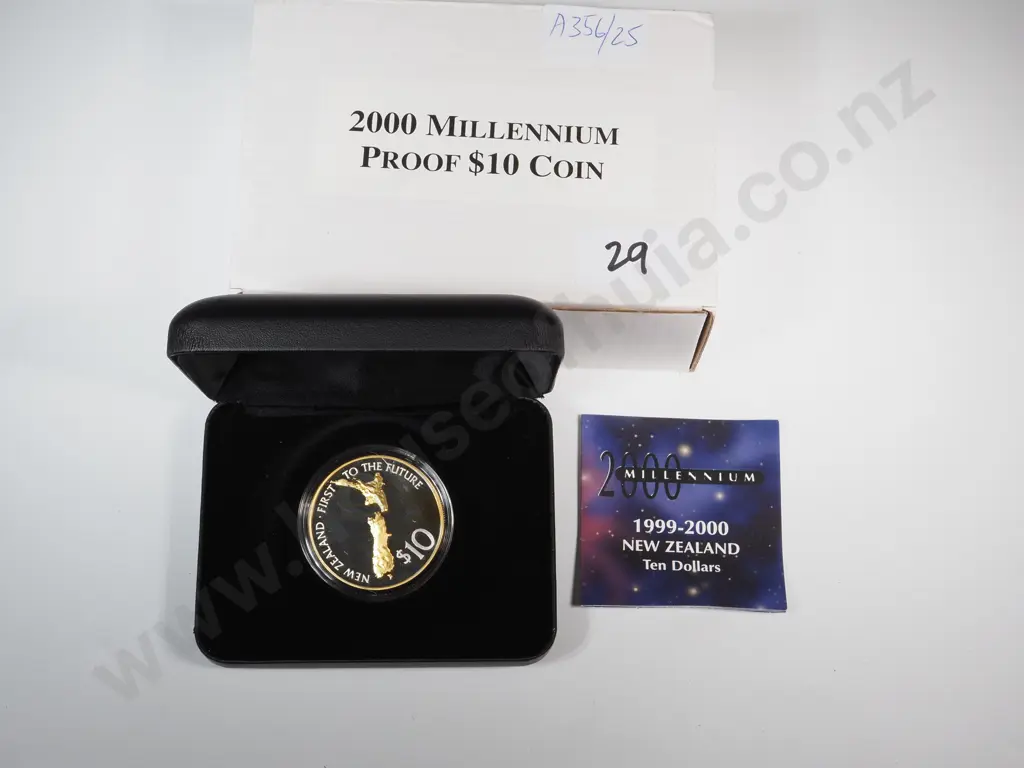 A356/25
2000 MILLENNIUM
PROOF $10 COIN
29
NEW ZEALAND · FIRST TO THE FUTURE
$10
2000
MILLENNIUM
1999-2000
NEW ZEALAND
Ten Dollars